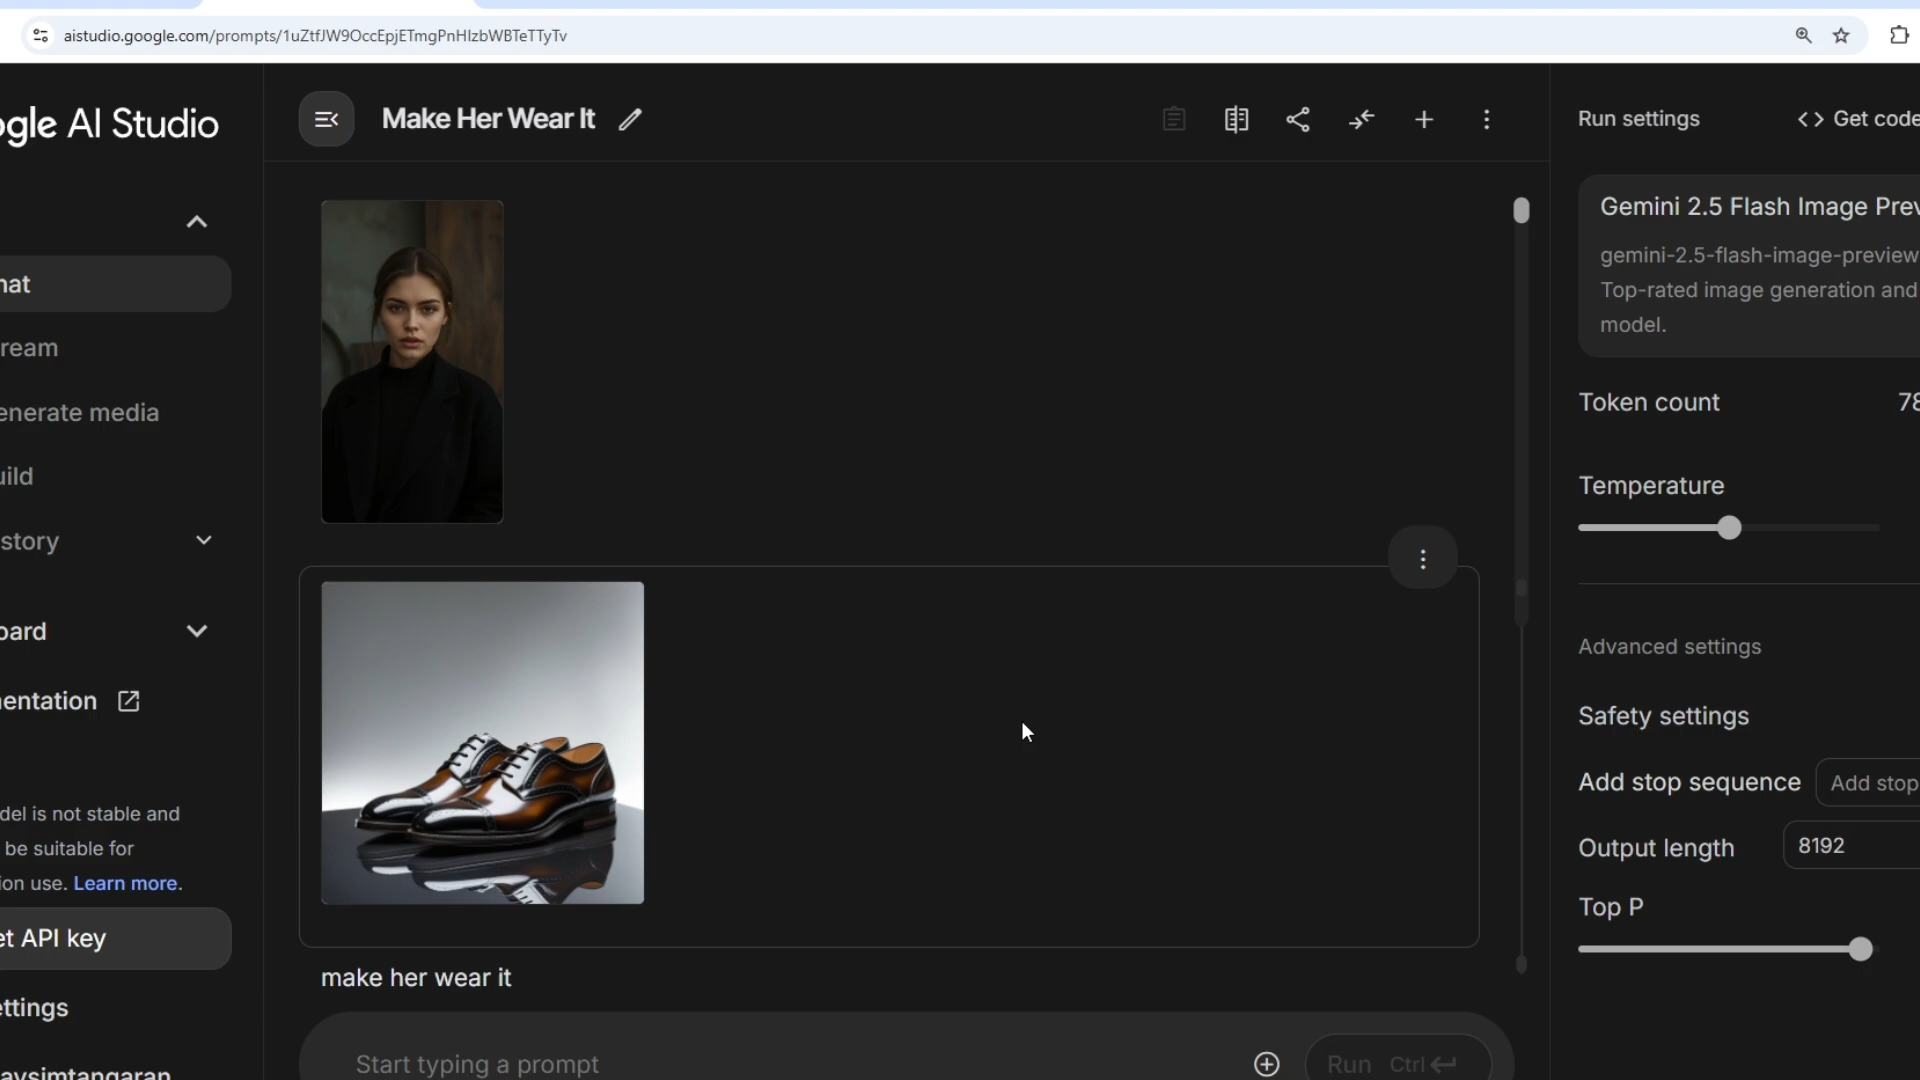 aistudio.google.com/prompts/1uZtfJW9OccEpjETmgPnHIzbWBTeTTyTv
ogle AI Studio
Make Her Wear It
Run settings
<> Get code
hat
ream
enerate media
uild
story
oard
entation
del is not stable and
be suitable for
ion use. Learn more.
et API key
ettings
aysimtangaran
make her wear it
Start typing a prompt
Run Ctrl
Gemini 2.5 Flash Image Prev
gemini-2.5-flash-image-preview
Top-rated image generation and
model.
Token count 78
Temperature
Advanced settings
Safety settings
Add stop sequence
Add stop
Output length 8192
Top P